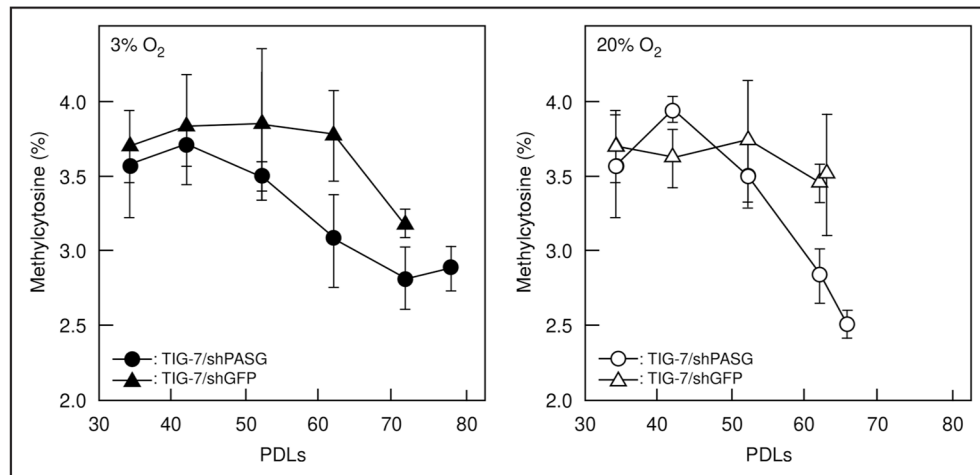 3% O₂
Methylcytosine (%)
4.0
3.5
3.0
2.5
2.0
: TIG-7/shPASG
: TIG-7/shGFP
30 40 50 60 70 80
PDLs
20% O₂
Methylcytosine (%)
4.0
3.5
3.0
2.5
2.0
: TIG-7/shPASG
: TIG-7/shGFP
30 40 50 60 70 80
PDLs